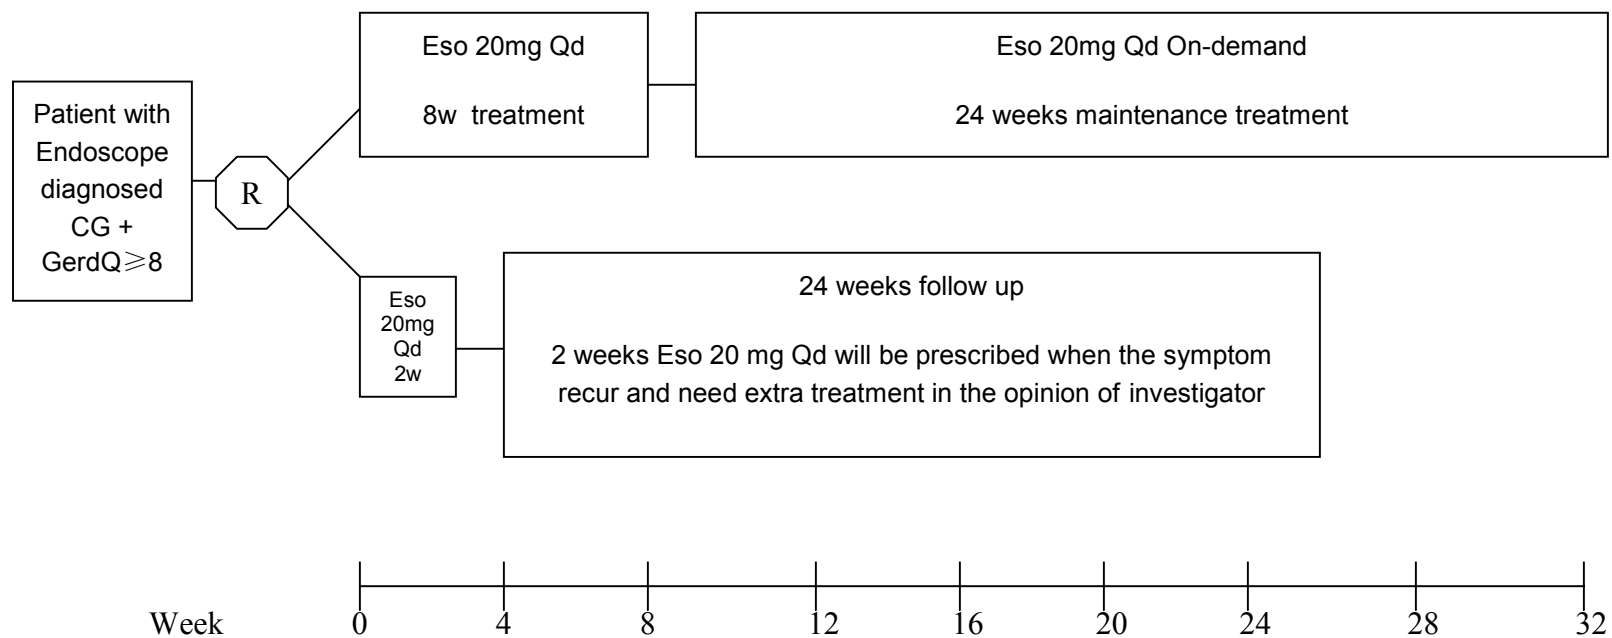 Patient with
Endoscope
diagnosed
CG +
GerdQ≥8
R
Eso 20mg Qd
8w treatment
Eso 20mg Qd On-demand
24 weeks maintenance treatment
Eso
20mg
Qd
2w
24 weeks follow up
2 weeks Eso 20 mg Qd will be prescribed when the symptom
recur and need extra treatment in the opinion of investigator
Week 0 4 8 12 16 20 24 28 32